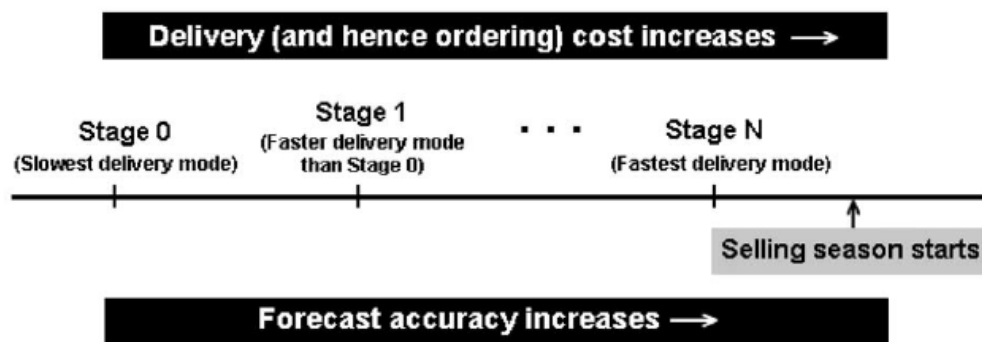 Delivery (and hence ordering) cost increases →
Stage 0
(Slowest delivery mode)
Stage 1
(Faster delivery mode
than Stage 0)
. . .
Stage N
(Fastest delivery mode)
Selling season starts
Forecast accuracy increases →